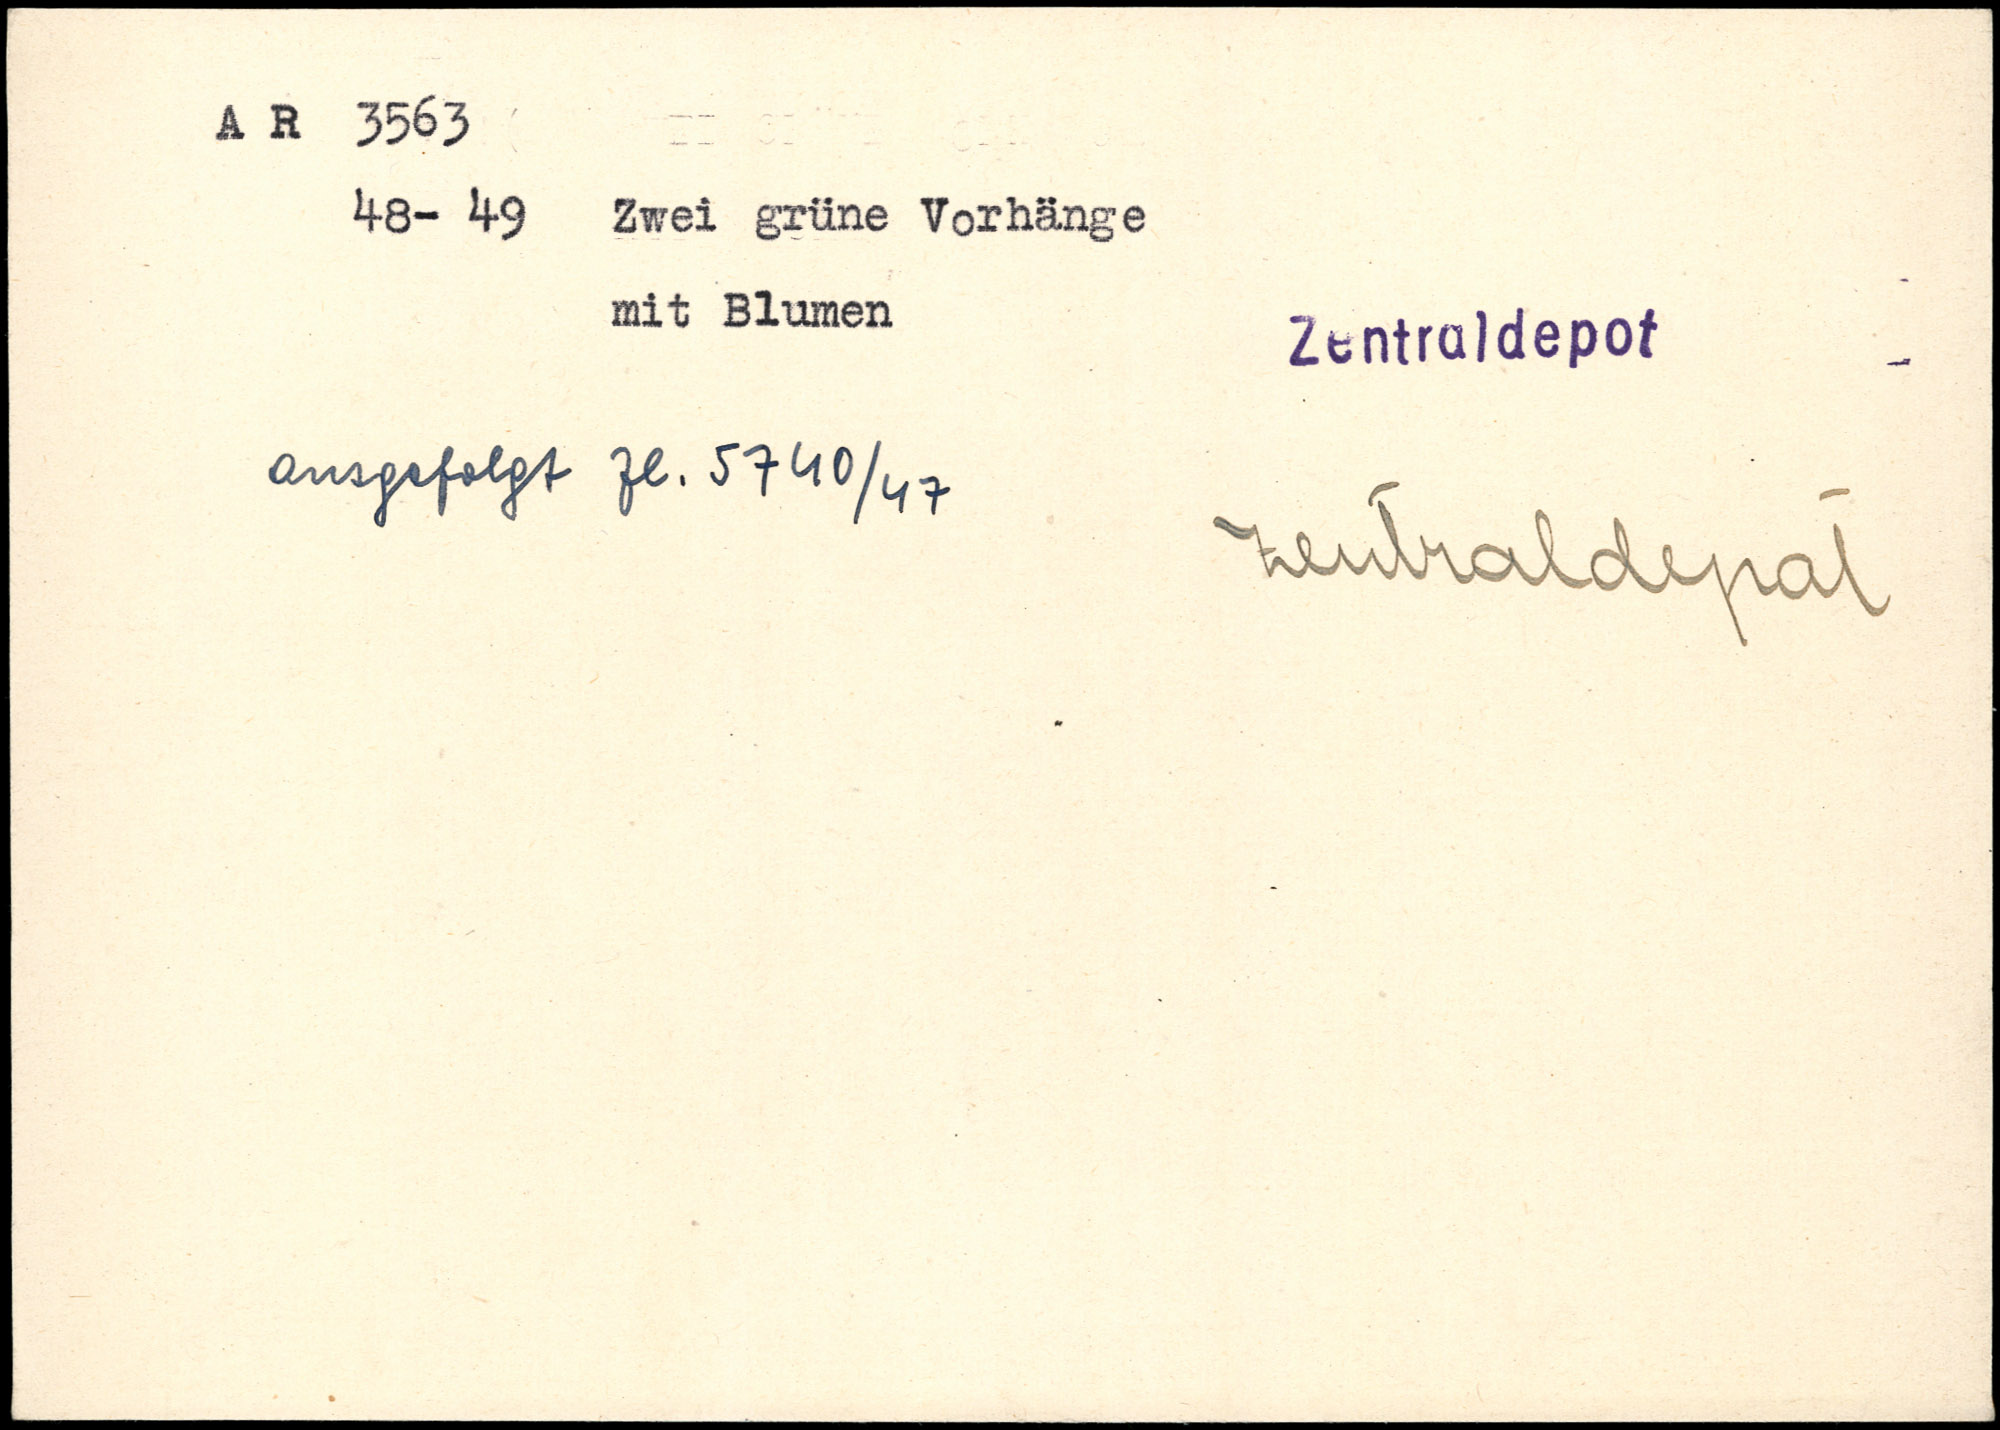 A R 3563
48- 49 Zwei grüne Vorhänge
mit Blumen
Zentraldepot
ausgefolgt Zl. 5740/47
Zentraldepot